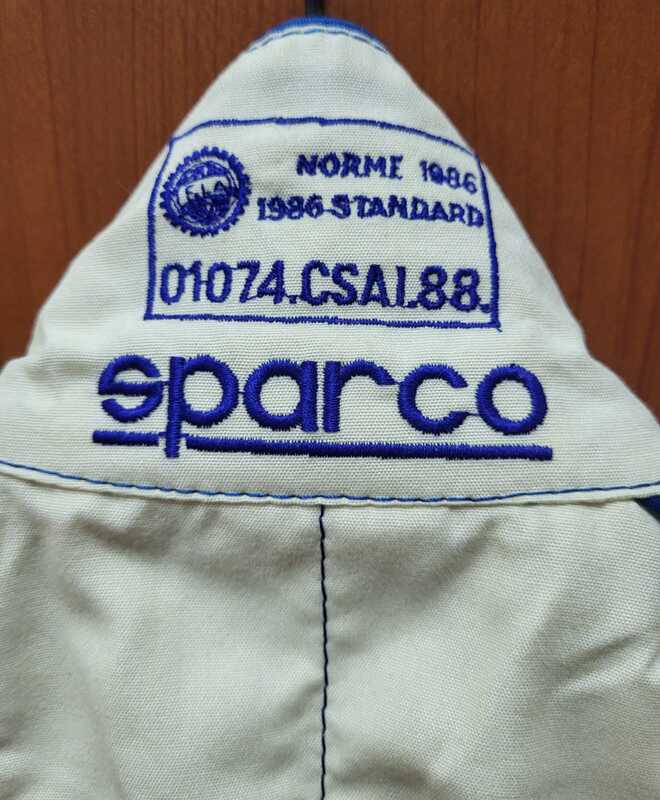 NORME 1986
1986-STANDARD
01074.CSAI.88.
sparco